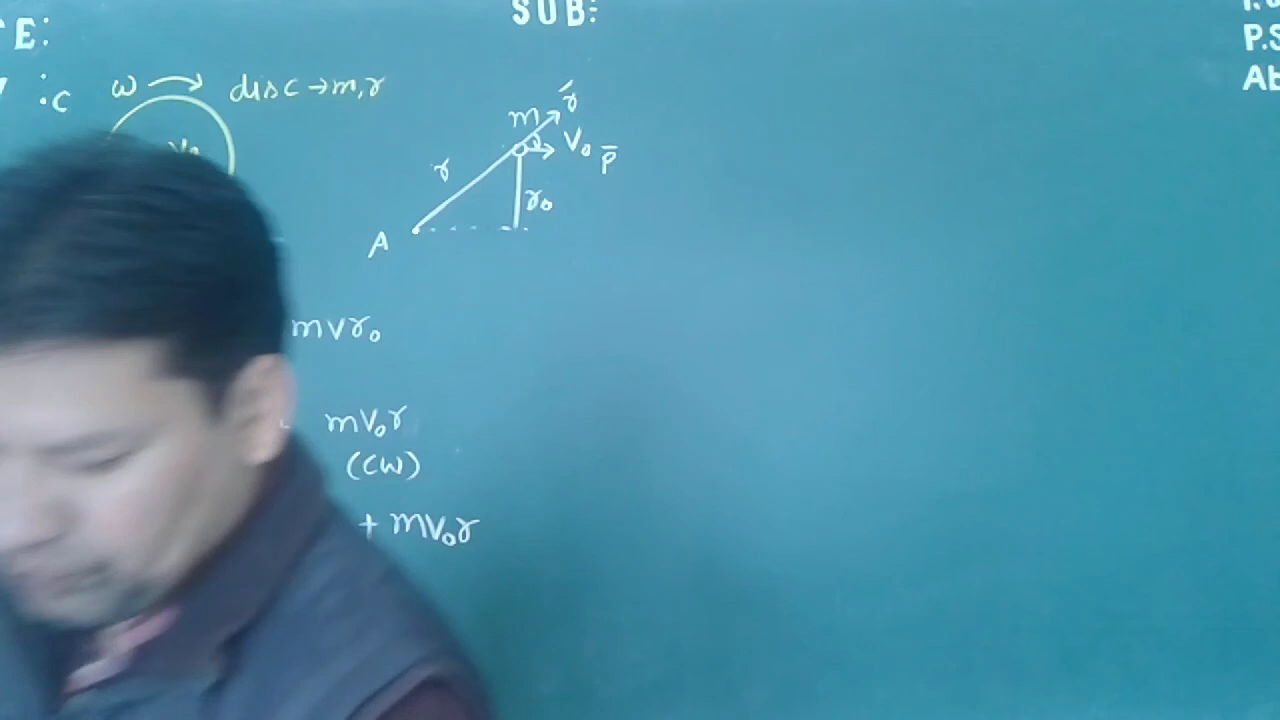 SUB:
E:
P.S
Ab
:C ω disc → m, r
m r̂
V₀ p̄
r
r₀
A
mvr₀
mv₀r
(CW)
+ mv₀r